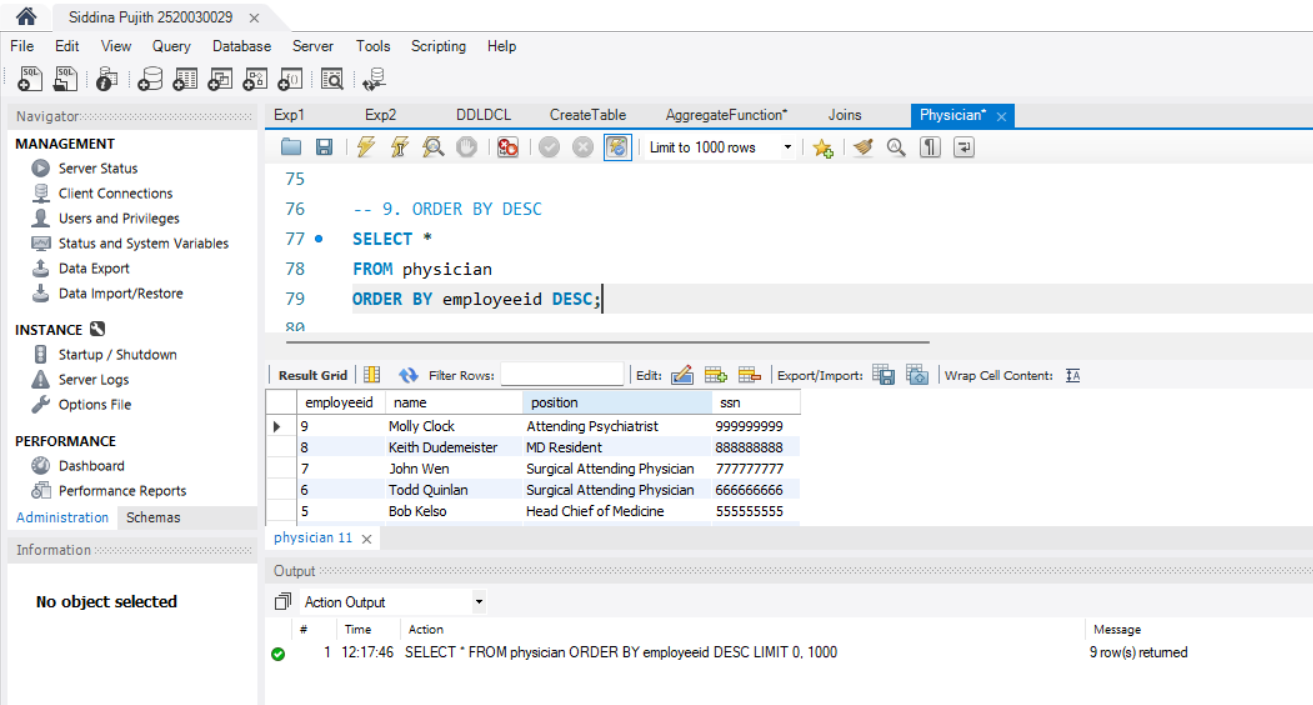 Siddina Pujith 2520030029 ×
File Edit View Query Database Server Tools Scripting Help
Navigator
MANAGEMENT
Server Status
Client Connections
Users and Privileges
Status and System Variables
Data Export
Data Import/Restore
INSTANCE
Startup / Shutdown
Server Logs
Options File
PERFORMANCE
Dashboard
Performance Reports
Administration Schemas
Information
No object selected
Exp1 Exp2 DDLDCL CreateTable AggregateFunction* Joins Physician* ×
Limit to 1000 rows
75
76 -- 9. ORDER BY DESC
77 SELECT *
78 FROM physician
79 ORDER BY employeeid DESC;
80
Result Grid Filter Rows: Edit: Export/Import: Wrap Cell Content:
employeeid name position ssn
9 Molly Clock Attending Psychiatrist 999999999
8 Keith Dudemeister MD Resident 888888888
7 John Wen Surgical Attending Physician 777777777
6 Todd Quinlan Surgical Attending Physician 666666666
5 Bob Kelso Head Chief of Medicine 555555555
physician 11 ×
Output
Action Output
# Time Action Message
1 12:17:46 SELECT * FROM physician ORDER BY employeeid DESC LIMIT 0, 1000 9 row(s) returned